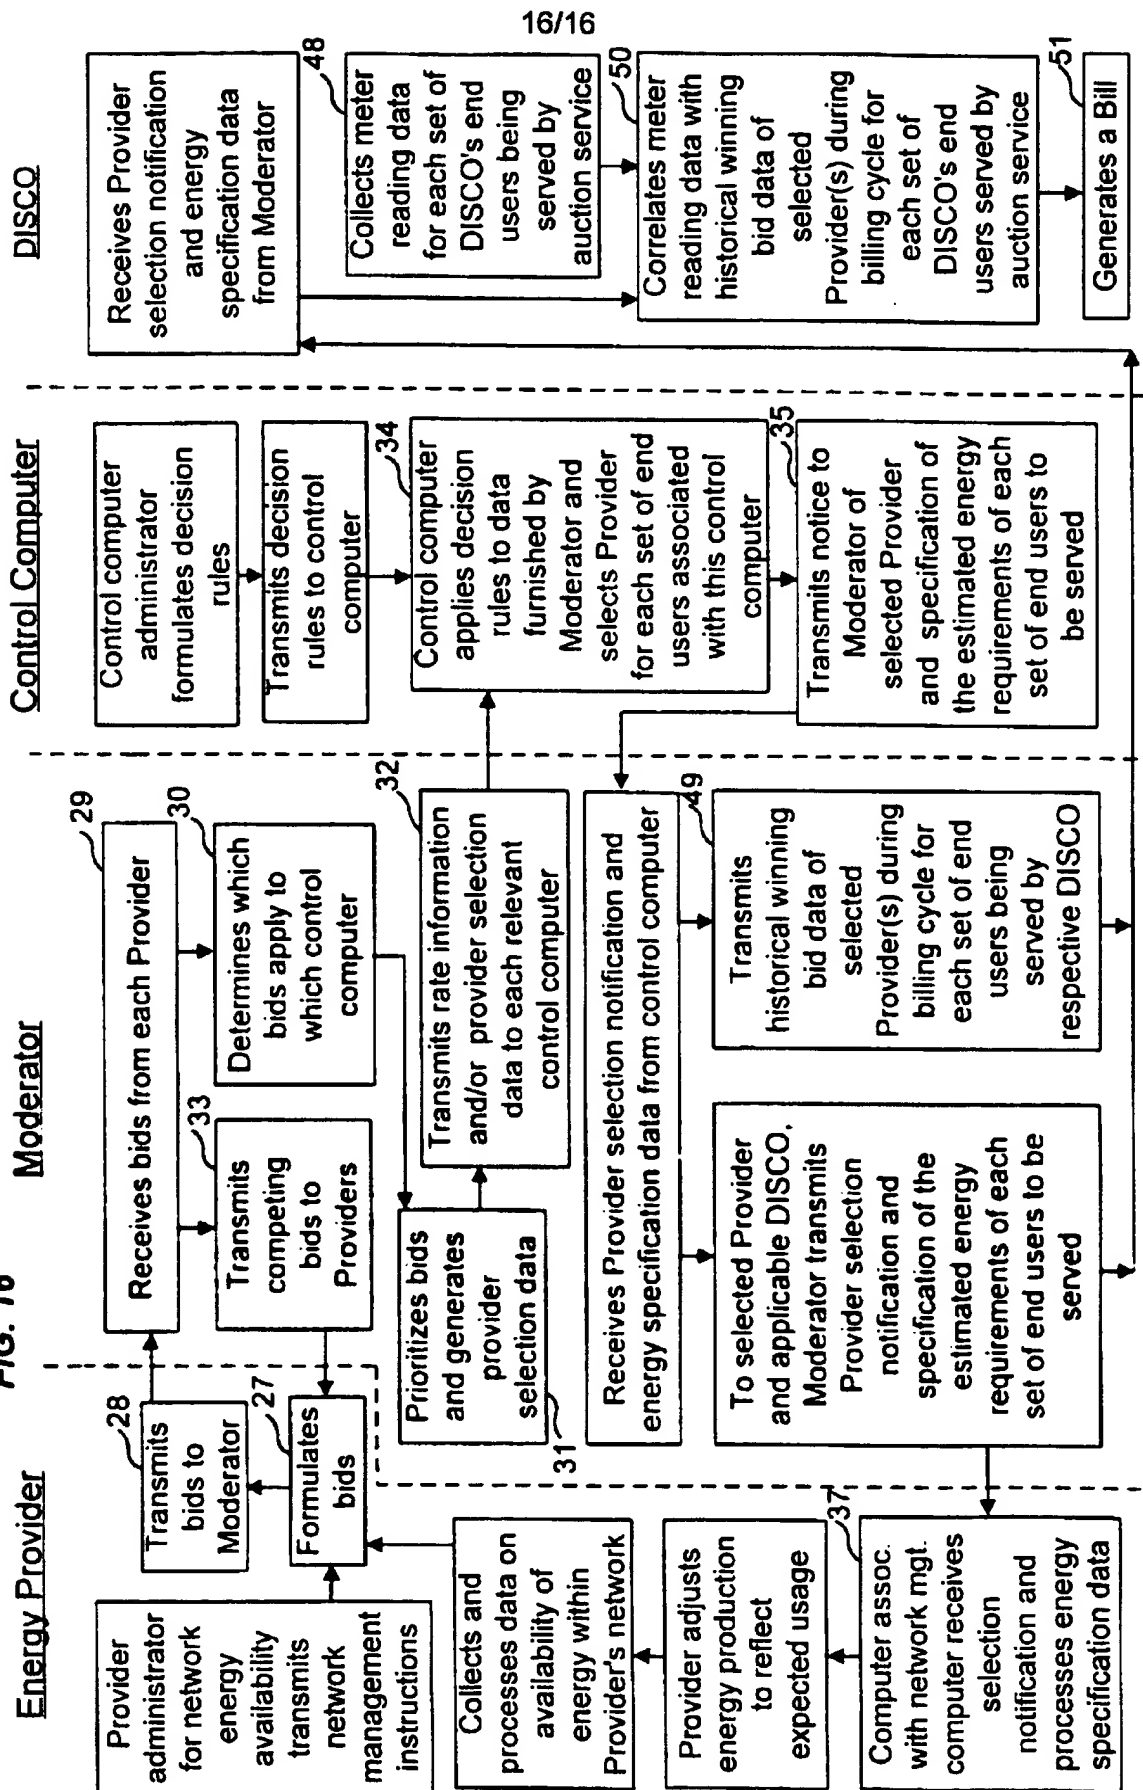 16/16
FIG. 16
Energy Provider
Provider
administrator
for network
energy
availability
transmits
network
management
instructions
28
Transmits
bids to
Moderator
27
Formulates
bids
Collects and
processes data on
availability of
energy within
Provider's network
Provider adjusts
energy production
to reflect
expected usage
37
Computer assoc.
with network mgt.
computer receives
selection
notification and
processes energy
specification data
Moderator
29
Receives bids from each Provider
33
Transmits
competing
bids to
Providers
30
Determines which
bids apply to
which control
computer
Prioritizes bids
and generates
provider
selection data
31
32
Transmits rate information
and/or provider selection
data to each relevant
control computer
Receives Provider selection notification and
energy specification data from control computer
To selected Provider
and applicable DISCO,
Moderator transmits
Provider selection
notification and
specification of the
estimated energy
requirements of each
set of end users to be
served
49
Transmits
historical winning
bid data of
selected
Provider(s) during
billing cycle for
each set of end
users being
served by
respective DISCO
Control Computer
Control computer
administrator
formulates decision
rules
Transmits decision
rules to control
computer
34
Control computer
applies decision
rules to data
furnished by
Moderator and
selects Provider
for each set of end
users associated
with this control
computer
35
Transmits notice to
Moderator of
selected Provider
and specification of
the estimated energy
requirements of each
set of end users to
be served
DISCO
Receives Provider
selection notification
and energy
specification data
from Moderator
48
Collects meter
reading data
for each set of
DISCO's end
users being
served by
auction service
50
Correlates meter
reading data with
historical winning
bid data of
selected
Provider(s) during
billing cycle for
each set of
DISCO's end
users served by
auction service
51
Generates a Bill